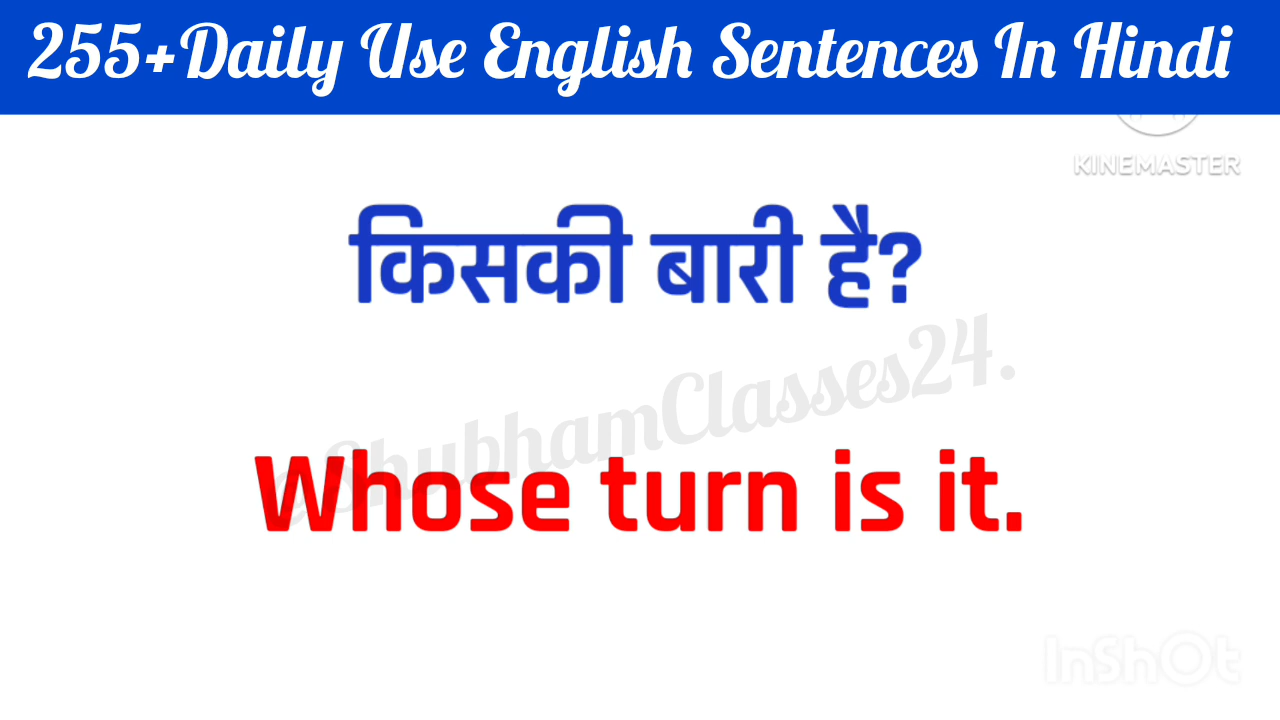 255+Daily Use English Sentences In Hindi
KINEMASTER
किसकी बारी है?
@ShubhamClasses24.
Whose turn is it.
InShOt